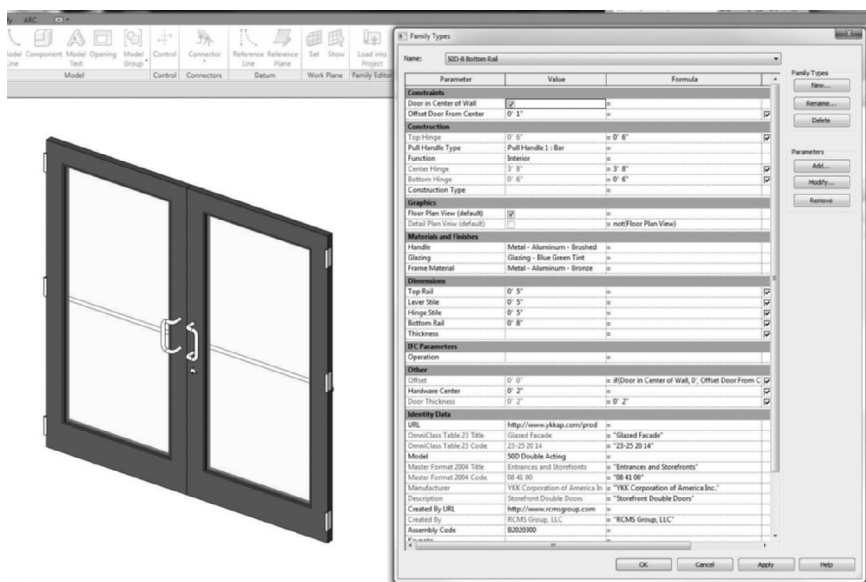 ARC
Model Line
Component
Model Text
Opening
Model Group
Control
Connector
Reference Line
Reference Plane
Set
Show
Load into Project
Model
Control
Connectors
Datum
Work Plane
Family Editor
Family Types
Name: 50D-8 Bottom Rail
Parameter Value Formula
Constraints
Door in Center of Wall =
Offset Door From Center 0' 1" =
Construction
Top Hinge 0' 6" = 0' 6"
Pull Handle Type Pull Handle 1 : Bar =
Function Interior =
Center Hinge 3' 8" = 3' 8"
Bottom Hinge 0' 6" = 0' 6"
Construction Type =
Graphics
Floor Plan View (default) =
Detail Plan Veiw (default) = not(Floor Plan View)
Materials and Finishes
Handle Metal - Aluminum - Brushed =
Glazing Glazing - Blue Green Tint =
Frame Material Metal - Aluminum - Bronze =
Dimensions
Top Rail 0' 5" =
Lever Stile 0' 5" =
Hinge Stile 0' 5" =
Bottom Rail 0' 8" =
Thickness =
IFC Parameters
Operation =
Other
Offset 0' 0" = if(Door in Center of Wall, 0', Offset Door From C
Hardware Center 0' 2" =
Door Thickness 0' 2" = 0' 2"
Identity Data
URL http://www.ykkap.com/prod =
OmniClass Table 23 Title Glazed Facade = "Glazed Facade"
OmniClass Table 23 Code 23-25 20 14 = "23-25 20 14"
Model 50D Double Acting =
Master Format 2004 Title Entrances and Storefronts = "Entrances and Storefronts"
Master Format 2004 Code 08 41 00 = "08 41 00"
Manufacturer YKK Corporation of America In = "YKK Corporation of America Inc."
Description Storefront Double Doors = "Storefront Double Doors"
Created By URL http://www.rcmsgroup.com =
Created By RCMS Group, LLC = "RCMS Group, LLC"
Assembly Code B2020300 =
Family Types
New...
Rename...
Delete
Parameters
Add...
Modify...
Remove
OK
Cancel
Apply
Help